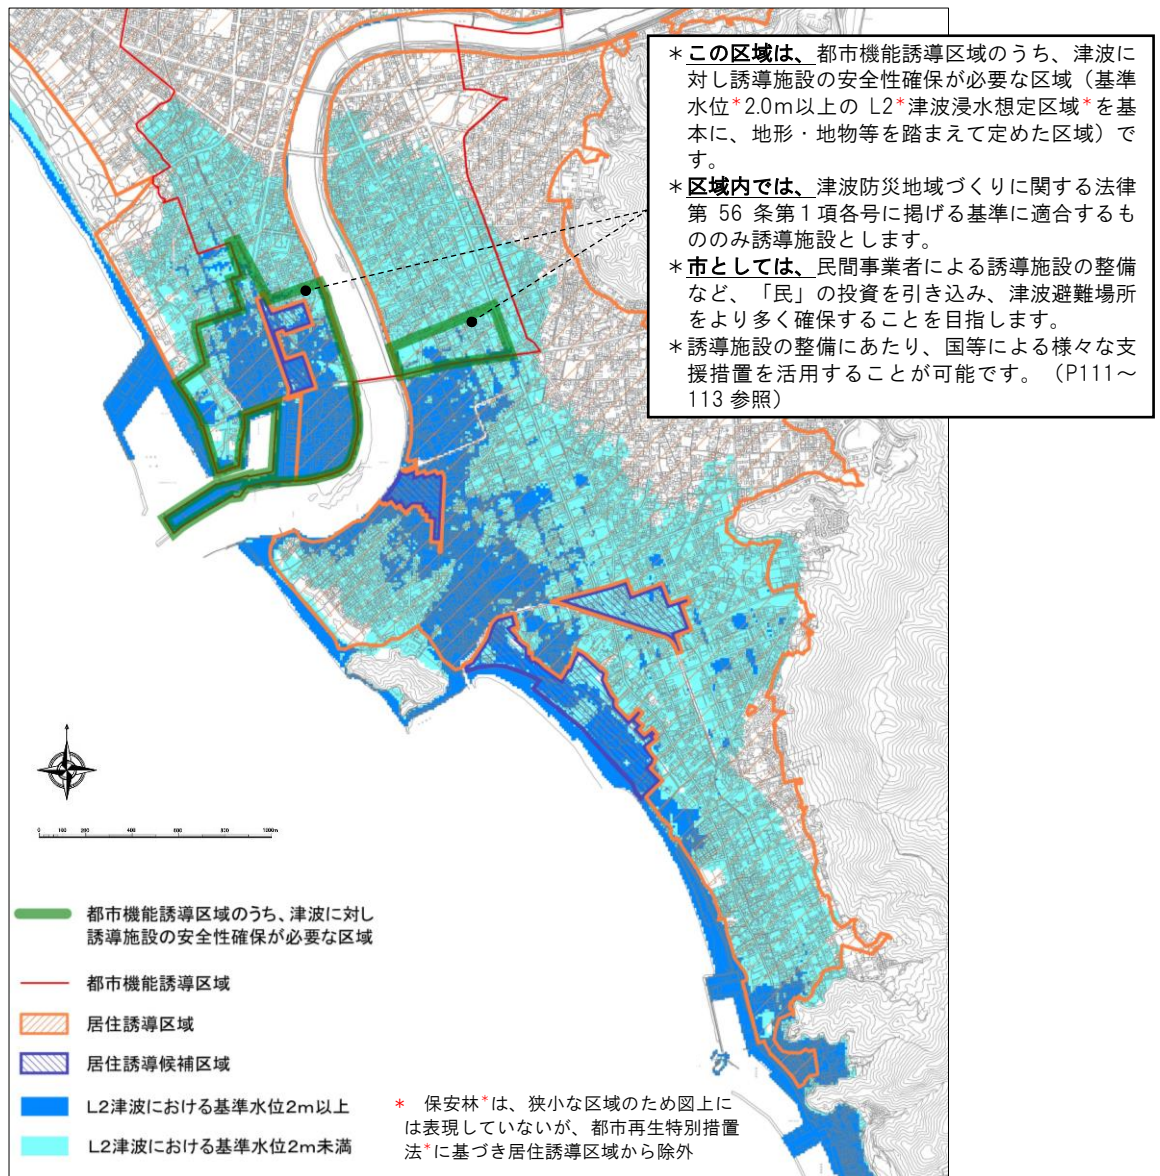 ＊この区域は、都市機能誘導区域のうち、津波に
対し誘導施設の安全性確保が必要な区域（基準
水位*2.0m以上の L2*津波浸水想定区域*を基
本に、地形・地物等を踏まえて定めた区域）で
す。
＊区域内では、津波防災地域づくりに関する法律
第 56 条第１項各号に掲げる基準に適合するも
ののみ誘導施設とします。
＊市としては、民間事業者による誘導施設の整備
など、「民」の投資を引き込み、津波避難場所
をより多く確保することを目指します。
＊誘導施設の整備にあたり、国等による様々な支
援措置を活用することが可能です。（P111～
113 参照）
0 100 200 400 600 800 1000m
都市機能誘導区域のうち、津波に対し
誘導施設の安全性確保が必要な区域
都市機能誘導区域
居住誘導区域
居住誘導候補区域
L2津波における基準水位2m以上
L2津波における基準水位2m未満
* 保安林*は、狭小な区域のため図上に
は表現していないが、都市再生特別措置
法*に基づき居住誘導区域から除外